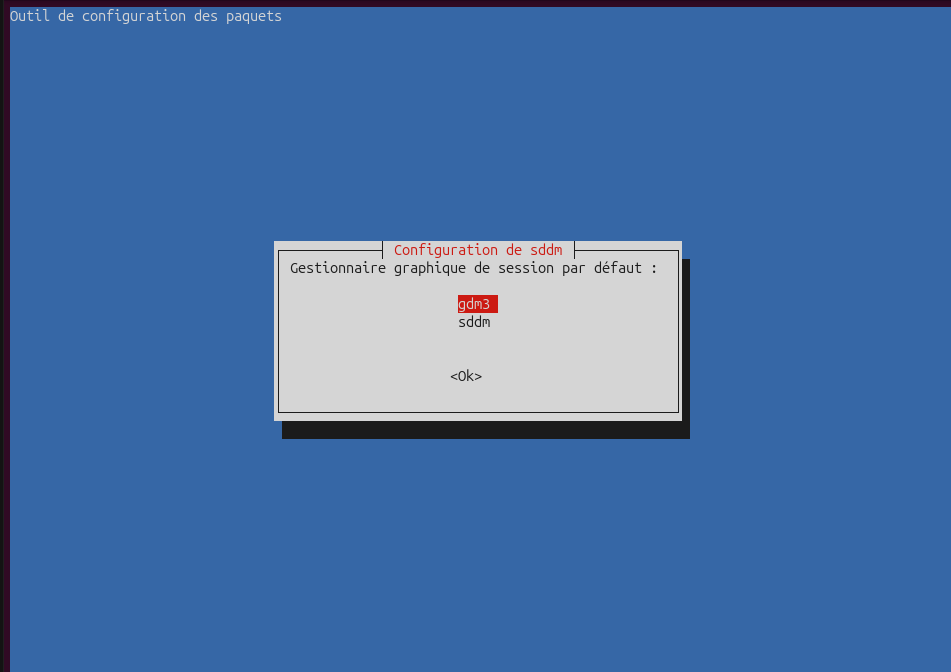 Outil de configuration des paquets
Configuration de sddm
Gestionnaire graphique de session par défaut :
gdm3
sddm
<Ok>